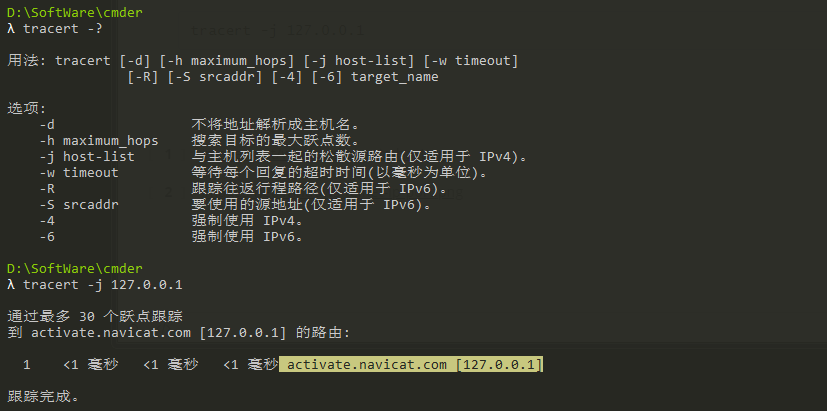 D:\SoftWare\cmder
λ tracert -?
用法: tracert [-d] [-h maximum_hops] [-j host-list] [-w timeout]
[-R] [-S srcaddr] [-4] [-6] target_name
选项:
-d 不将地址解析成主机名。
-h maximum_hops 搜索目标的最大跃点数。
-j host-list 与主机列表一起的松散源路由(仅适用于 IPv4)。
-w timeout 等待每个回复的超时时间(以毫秒为单位)。
-R 跟踪往返行程路径(仅适用于 IPv6)。
-S srcaddr 要使用的源地址(仅适用于 IPv6)。
-4 强制使用 IPv4。
-6 强制使用 IPv6。
D:\SoftWare\cmder
λ tracert -j 127.0.0.1
通过最多 30 个跃点跟踪
到 activate.navicat.com [127.0.0.1] 的路由:
1 <1 毫秒 <1 毫秒 <1 毫秒 activate.navicat.com [127.0.0.1]
跟踪完成。